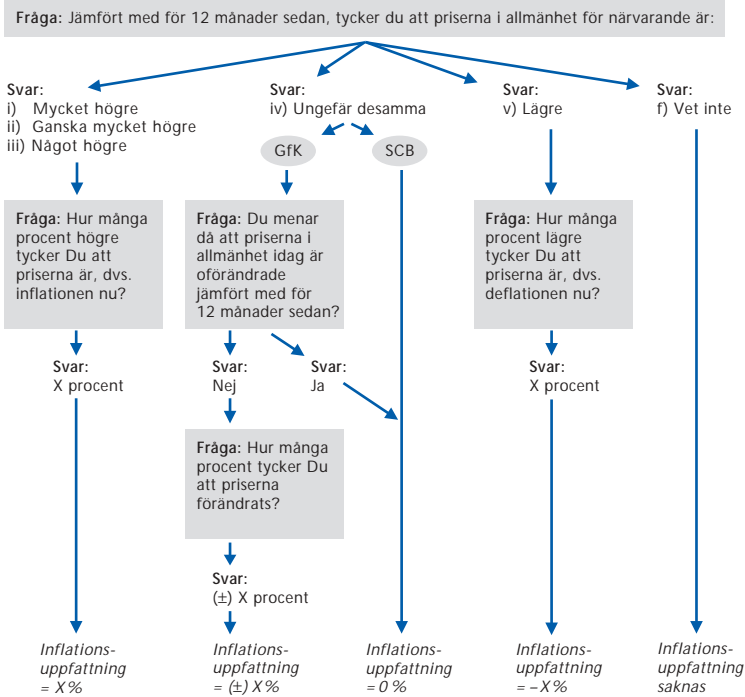 Fråga: Jämfört med för 12 månader sedan, tycker du att priserna i allmänhet för närvarande är:
Svar:
i) Mycket högre
ii) Ganska mycket högre
iii) Något högre
Svar:
iv) Ungefär desamma
Svar:
v) Lägre
Svar:
f) Vet inte
GfK
SCB
Fråga: Hur många
procent högre
tycker Du att
priserna är, dvs.
inflationen nu?
Fråga: Du menar
då att priserna i
allmänhet idag är
oförändrade
jämfört med för
12 månader sedan?
Fråga: Hur många
procent lägre
tycker Du att
priserna är, dvs.
deflationen nu?
Svar:
X procent
Svar:
Nej
Svar:
Ja
Svar:
X procent
Fråga: Hur många
procent tycker Du
att priserna
förändrats?
Svar:
(±) X procent
Inflations-
uppfattning
= X%
Inflations-
uppfattning
= (±) X%
Inflations-
uppfattning
= 0 %
Inflations-
uppfattning
= –X%
Inflations-
uppfattning
saknas